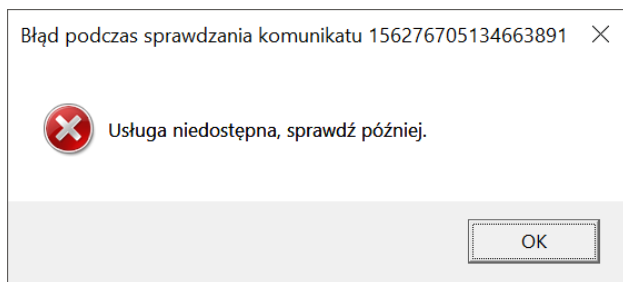 Błąd podczas sprawdzania komunikatu 156276705134663891
Usługa niedostępna, sprawdź później.
OK